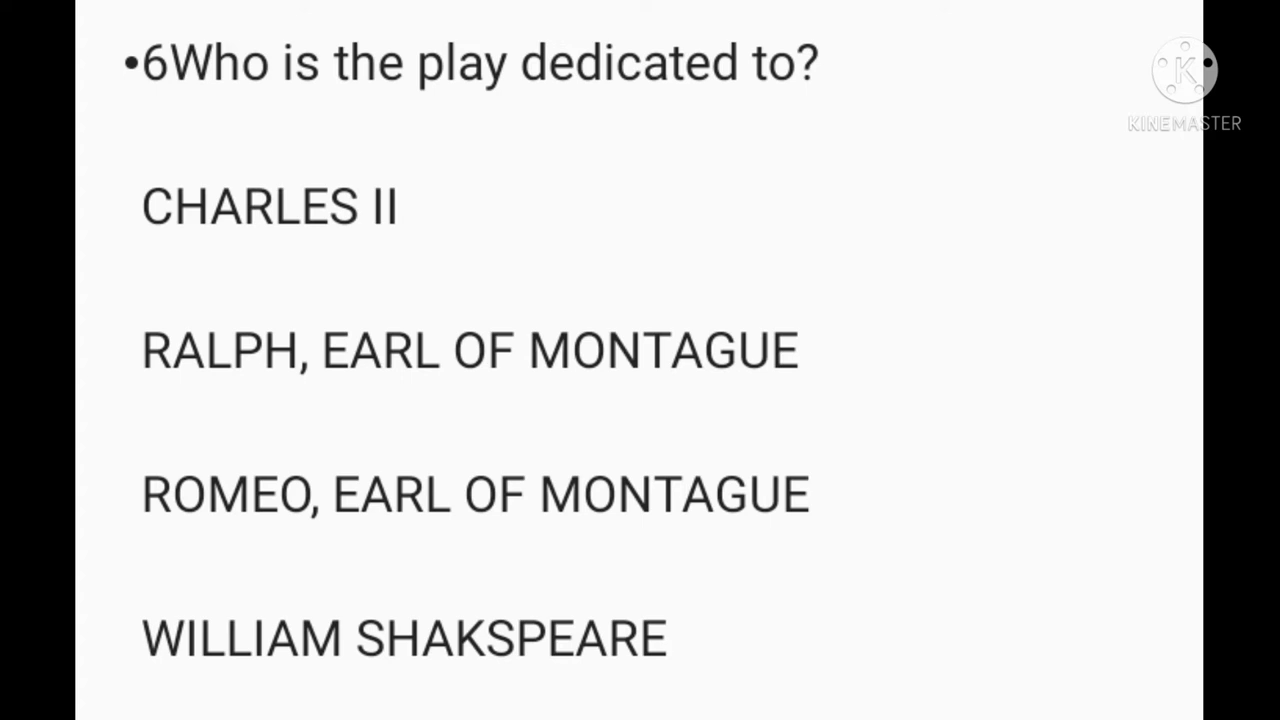 •6Who is the play dedicated to?
CHARLES II
RALPH, EARL OF MONTAGUE
ROMEO, EARL OF MONTAGUE
WILLIAM SHAKSPEARE
K
KINEMASTER